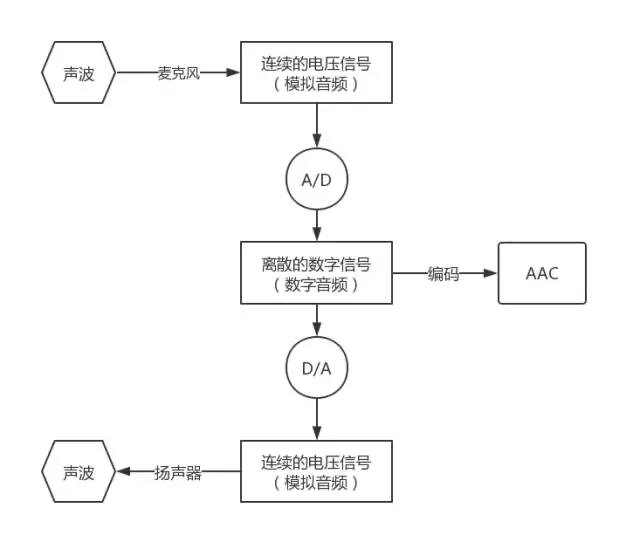 声波
麦克风
连续的电压信号
（模拟音频）
A/D
离散的数字信号
（数字音频）
编码
AAC
D/A
声波
扬声器
连续的电压信号
（模拟音频）